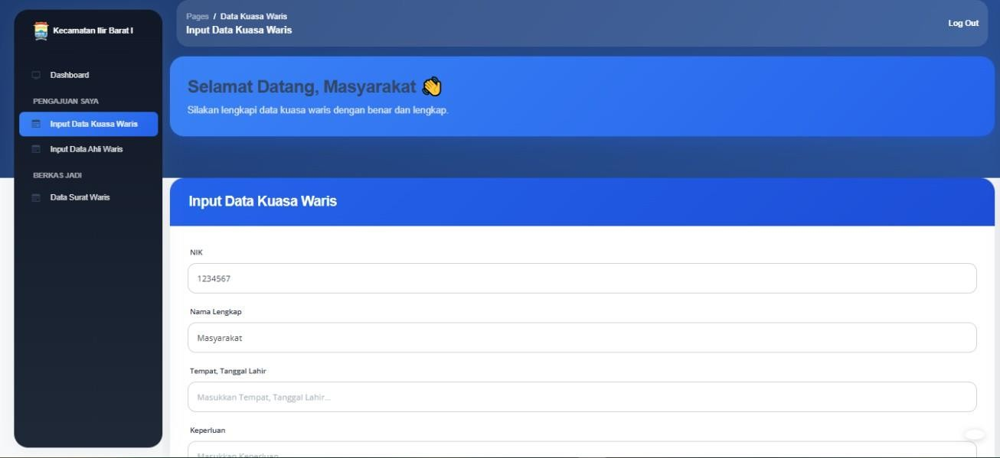 Kecamatan Ilir Barat I
Dashboard
PENGAJUAN SAYA
Input Data Kuasa Waris
Input Data Ahli Waris
BERKAS JADI
Data Surat Waris
Pages / Data Kuasa Waris
Input Data Kuasa Waris
Log Out
Selamat Datang, Masyarakat 👋
Silakan lengkapi data kuasa waris dengan benar dan lengkap.
Input Data Kuasa Waris
NIK
1234567
Nama Lengkap
Masyarakat
Tempat, Tanggal Lahir
Masukkan Tempat, Tanggal Lahir...
Keperluan
Masukkan Keperluan